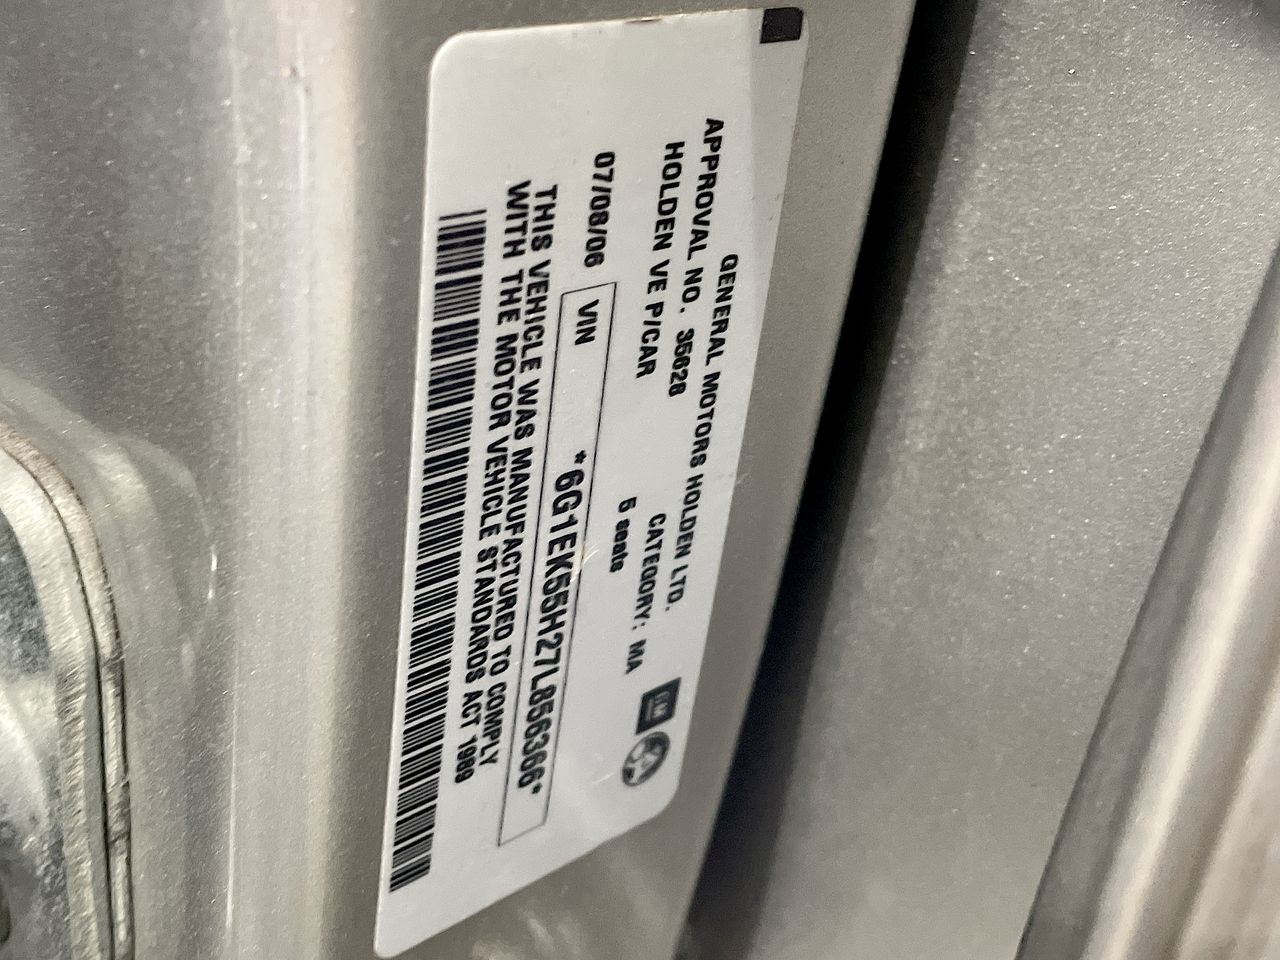 GENERAL MOTORS HOLDEN LTD.
APPROVAL NO. 35628 CATEGORY: MA
HOLDEN VE P/CAR 5 seats
07/08/06 VIN *6G1EK55H27L856366*
THIS VEHICLE WAS MANUFACTURED TO COMPLY
WITH THE MOTOR VEHICLE STANDARDS ACT 1989
GM